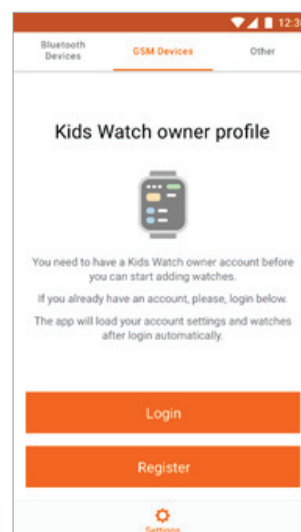 12:3
Bluetooth
Devices
GSM Devices
Other
Kids Watch owner profile
You need to have a Kids Watch owner account before
you can start adding watches.
If you already have an account, please, login below.
The app will load your account settings and watches
after login automatically.
Login
Register
Settings